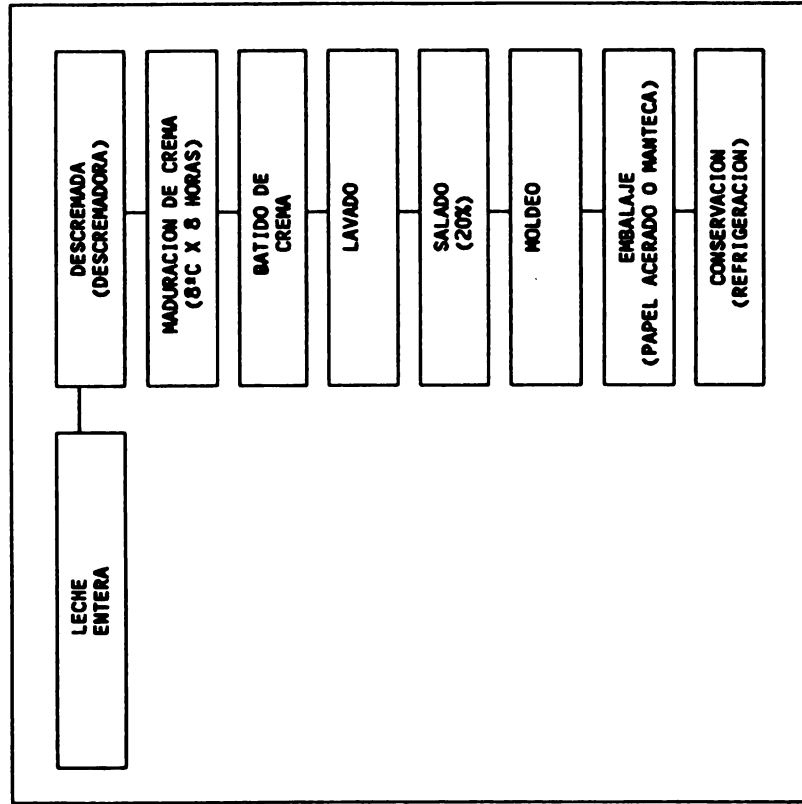 LECHE
ENTERA
DESCREMADA
(DESCREMADORA)
MADURACION DE CREMA
(8ºC X 8 HORAS)
BATIDO DE
CREMA
LAVADO
SALADO
(20%)
MOLDEO
EMBALAJE
(PAPEL ACERADO O MANTECA)
CONSERVACION
(REFRIGERACION)